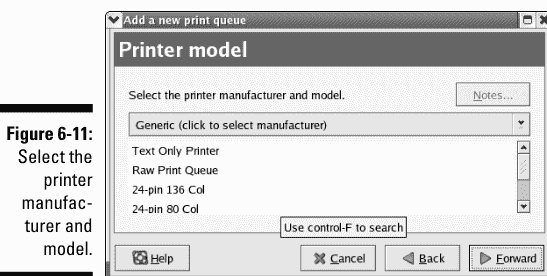 Figure 6-11:
Select the
printer
manufac-
turer and
model.
Add a new print queue
Printer model
Select the printer manufacturer and model.
Notes...
Generic (click to select manufacturer)
Text Only Printer
Raw Print Queue
24-pin 136 Col
24-pin 80 Col
Use control-F to search
Help
Cancel
Back
Forward